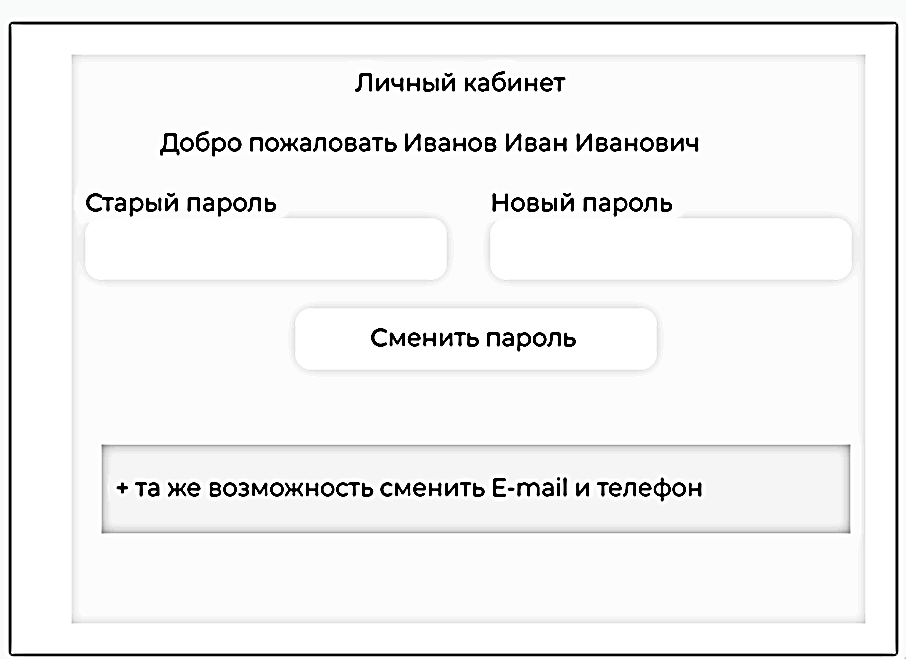 Личный кабинет
Добро пожаловать Иванов Иван Иванович
Старый пароль
Новый пароль
Сменить пароль
+ та же возможность сменить E-mail и телефон